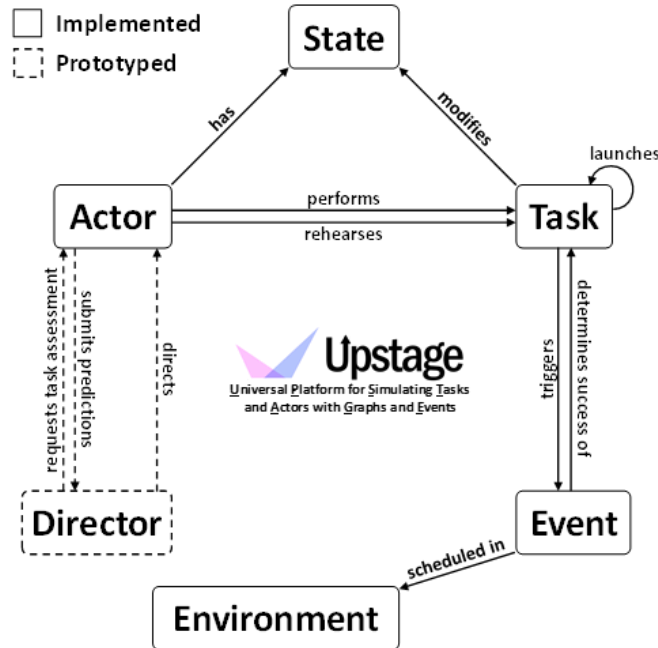 Implemented
Prototyped
State
has
modifies
launches
Actor
performs
rehearses
Task
requests task assessment
submits predictions
directs
Upstage
Universal Platform for Simulating Tasks
and Actors with Graphs and Events
triggers
determines success of
Director
Event
scheduled in
Environment